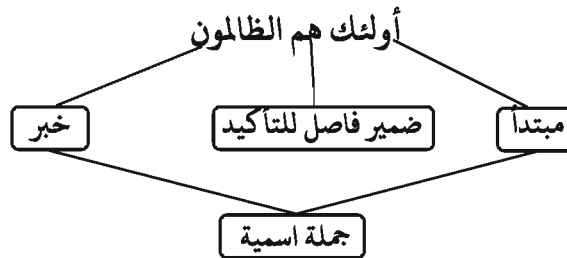 أولئك هم الظالمون
مبتدأ ضمير فاصل للتأكيد خبر
جملة اسمية